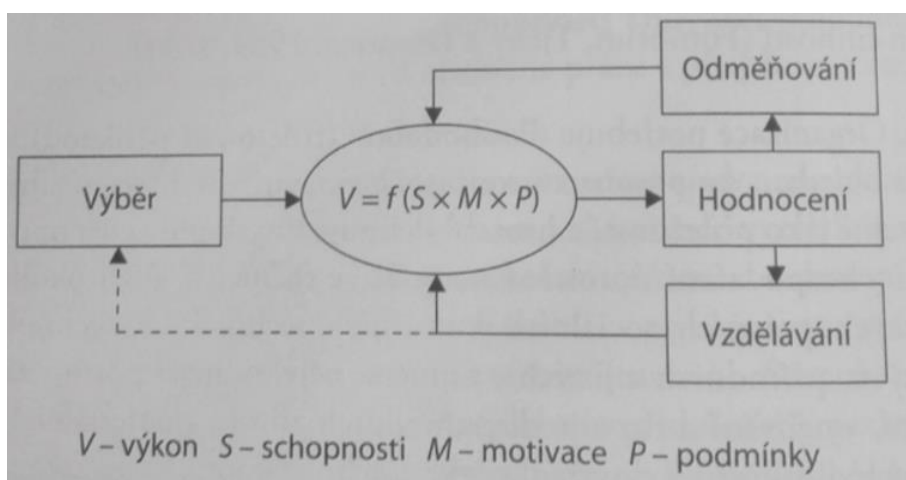 Odměňování
Výběr
V = f (S × M × P)
Hodnocení
Vzdělávání
V – výkon S – schopnosti M – motivace P – podmínky